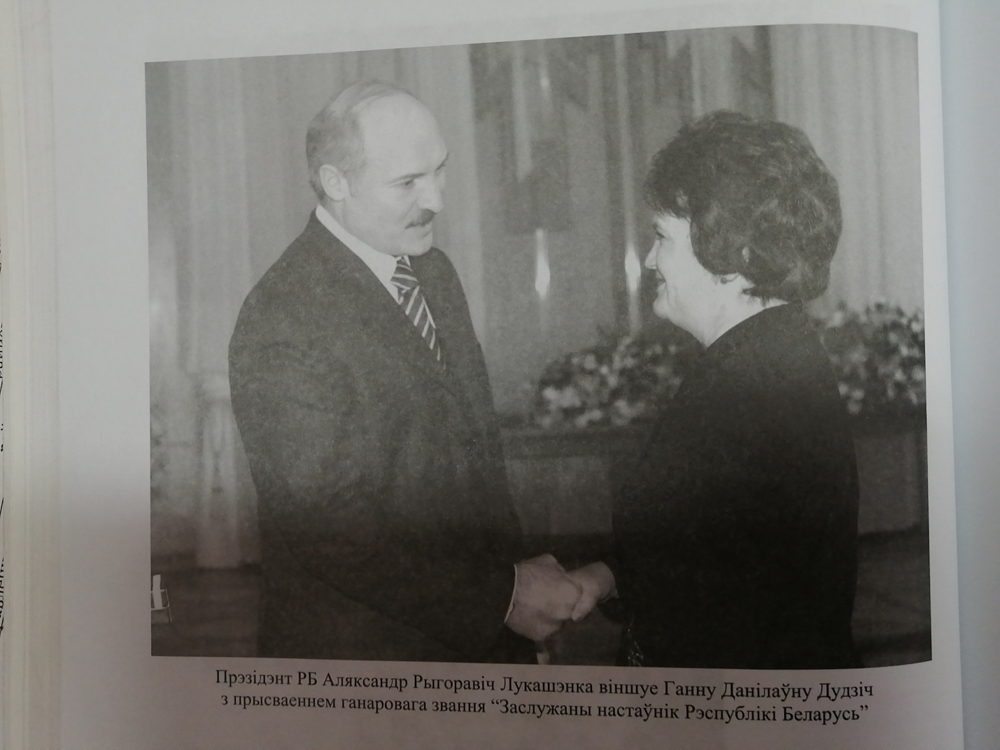 Прэзідэнт РБ Аляксандр Рыгоравіч Лукашэнка віншуе Ганну Данілаўну Дудзіч
з прысваеннем ганаровага звання “Заслужаны настаўнік Рэспублікі Беларусь”